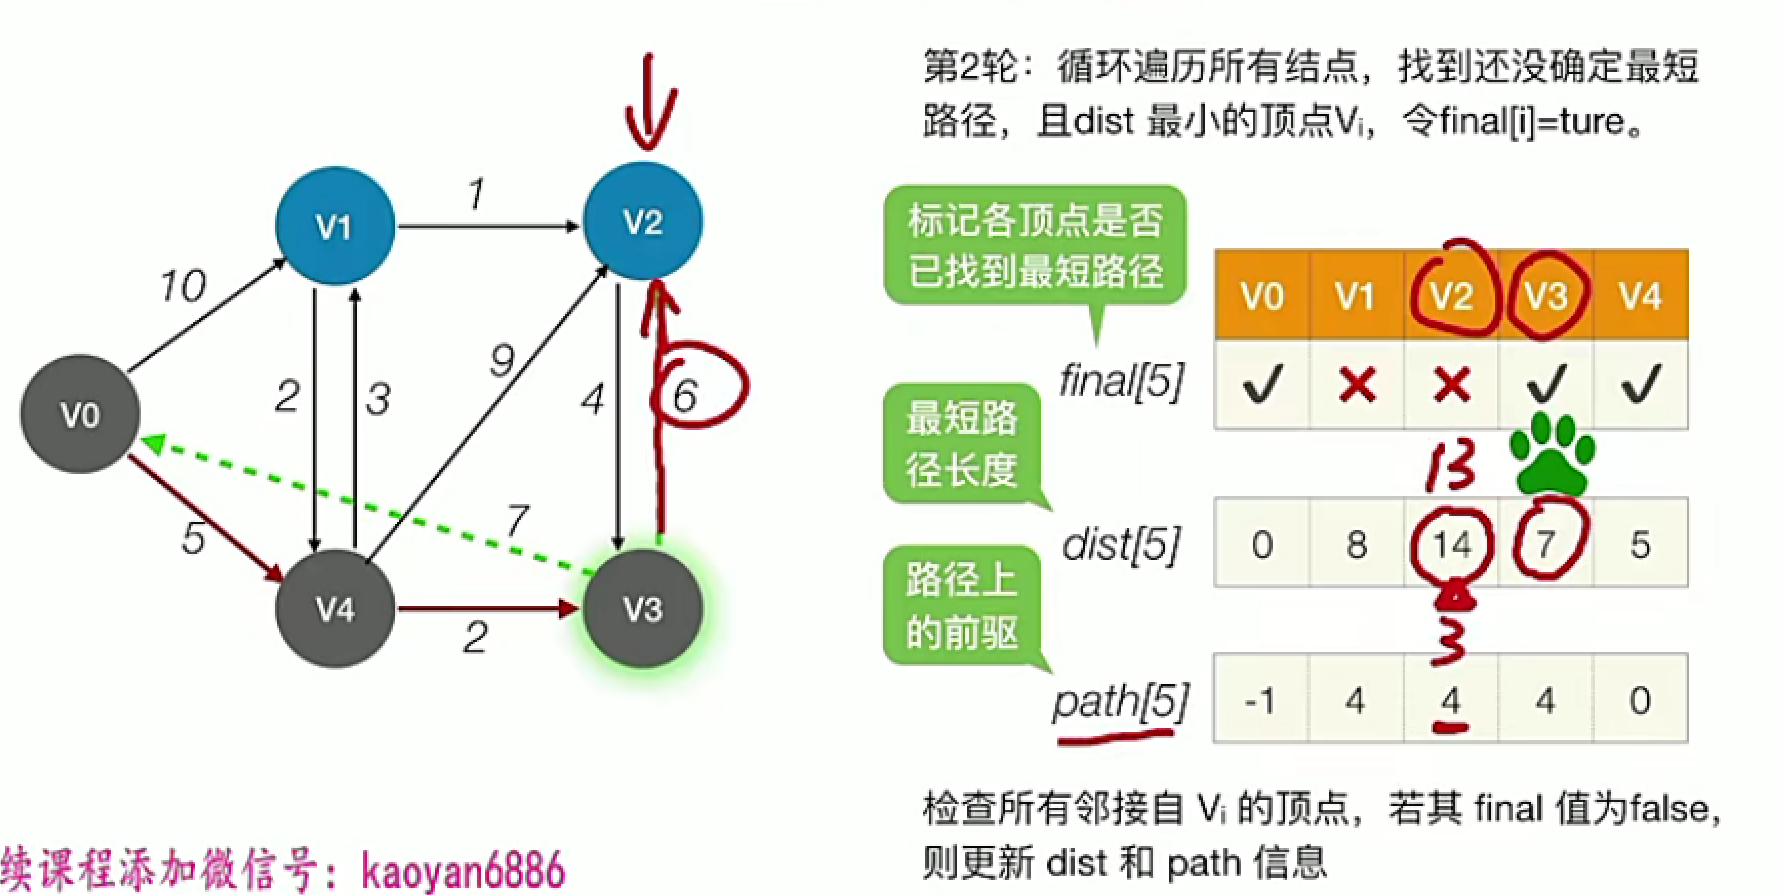 第2轮：循环遍历所有结点，找到还没确定最短
路径，且dist 最小的顶点Vᵢ，令final[i]=ture。
标记各顶点是否
已找到最短路径
V0 V1 V2 V3 V4
final[5] ✓ ✕ ✕ ✓ ✓
最短路
径长度
13
dist[5] 0 8 14 7 5
路径上
的前驱
3
path[5] -1 4 4 4 0
检查所有邻接自 Vᵢ 的顶点，若其 final 值为false，
则更新 dist 和 path 信息
V1 1 V2
10
2 3 9 4 6
V0
5 7
V4 2 V3
续课程添加微信号：kaoyan6886